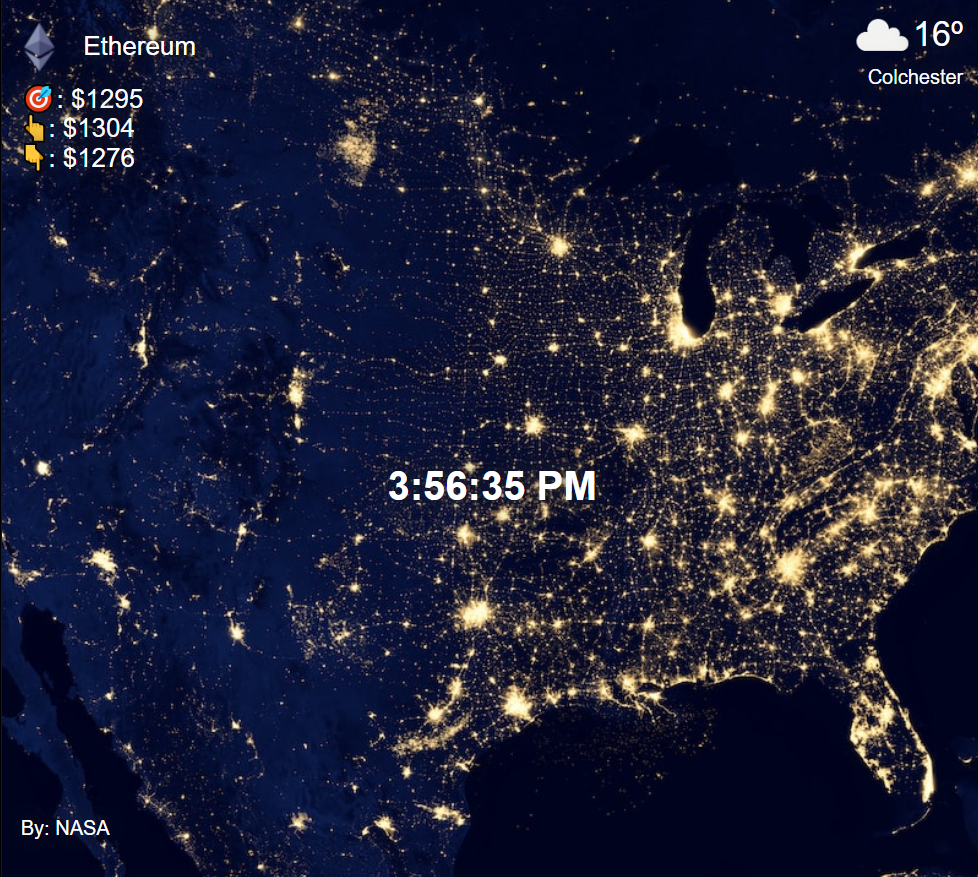 Ethereum
🎯: $1295
👆: $1304
👇: $1276
16º
Colchester
3:56:35 PM
By: NASA